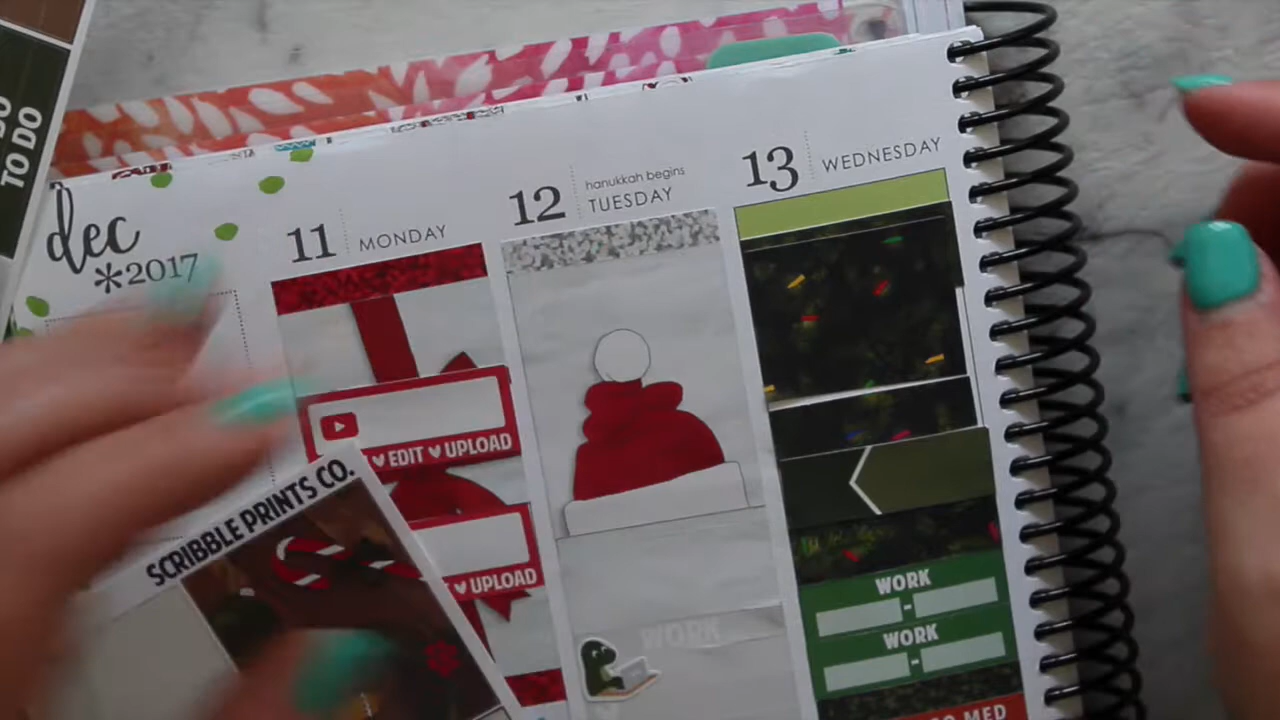 TO DO
dec
*2017
11 MONDAY
12 hanukkah begins
TUESDAY
13 WEDNESDAY
♥ EDIT ♥ UPLOAD
♥ UPLOAD
SCRIBBLE PRINTS CO.
WORK
WORK
-
WORK
-
MED